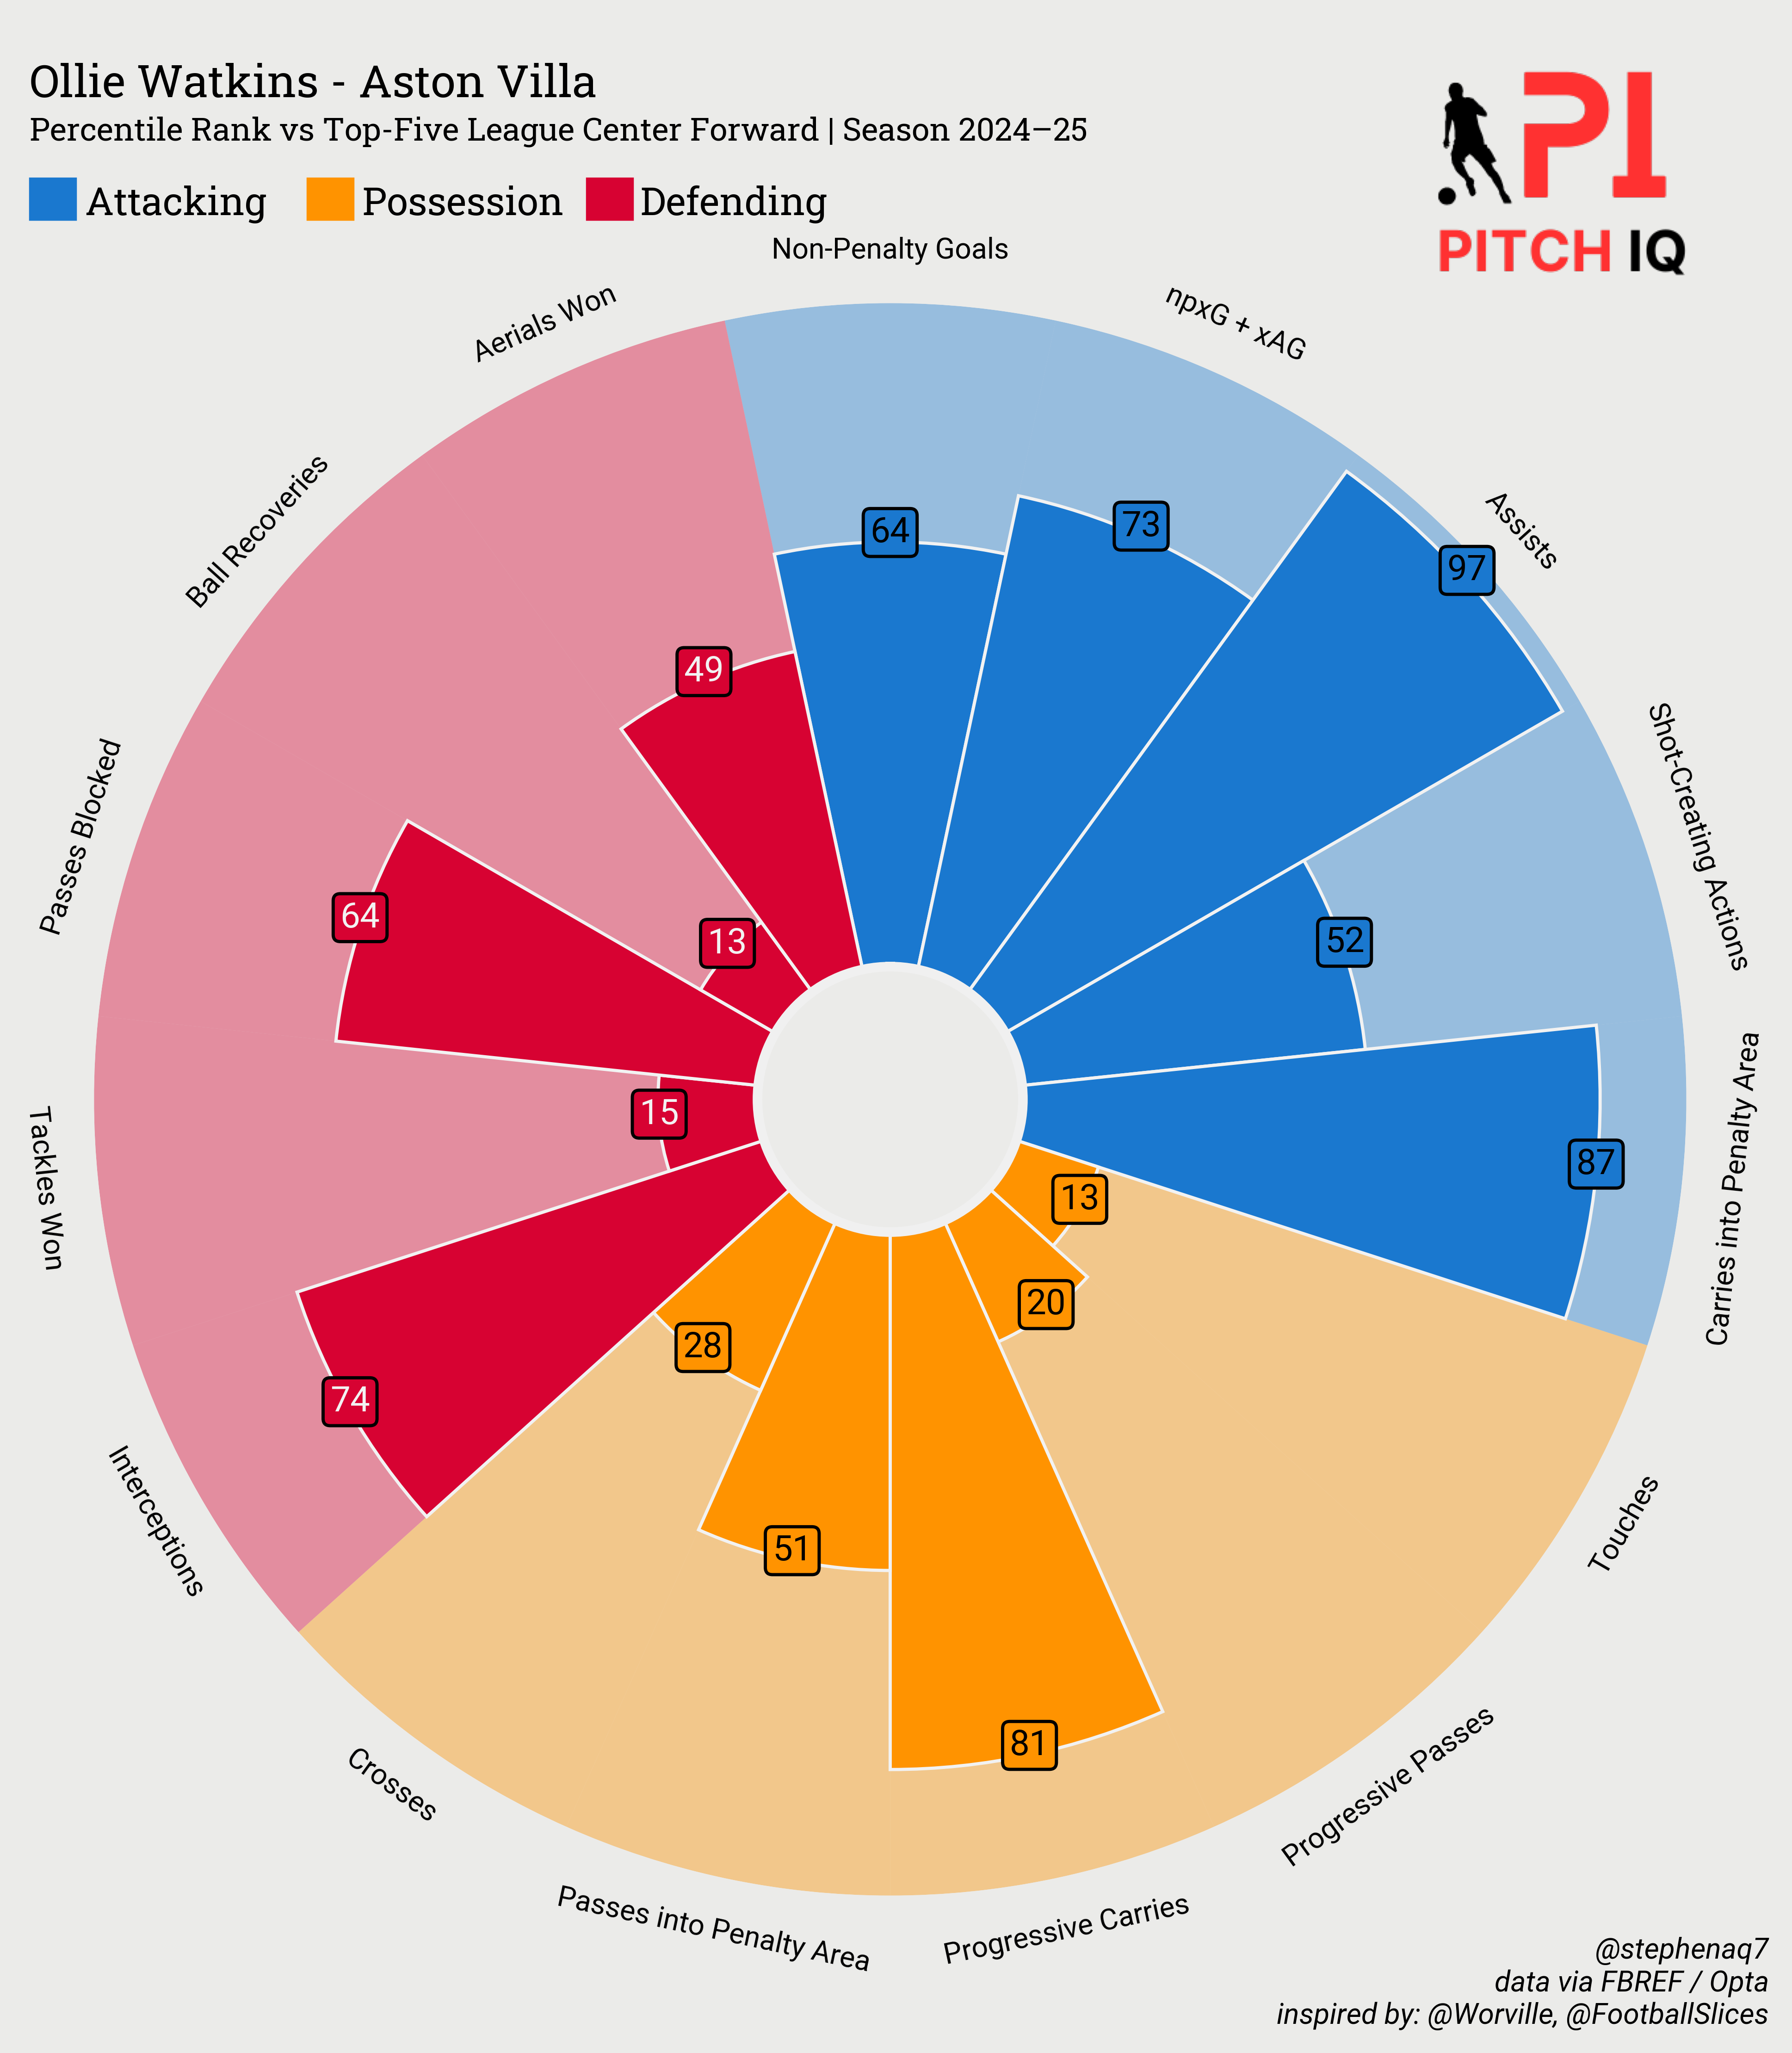 Ollie Watkins - Aston Villa
Percentile Rank vs Top-Five League Center Forward | Season 2024–25
Attacking
Possession
Defending
PI
PITCH IQ
Non-Penalty Goals
64
npxG + xAG
73
Assists
97
Shot-Creating Actions
52
Carries into Penalty Area
87
Touches
13
Progressive Passes
20
Progressive Carries
81
Passes into Penalty Area
51
Crosses
28
Interceptions
74
Tackles Won
15
Passes Blocked
64
Ball Recoveries
13
Aerials Won
49
@stephenaq7
data via FBREF / Opta
inspired by: @Worville, @FootballSlices